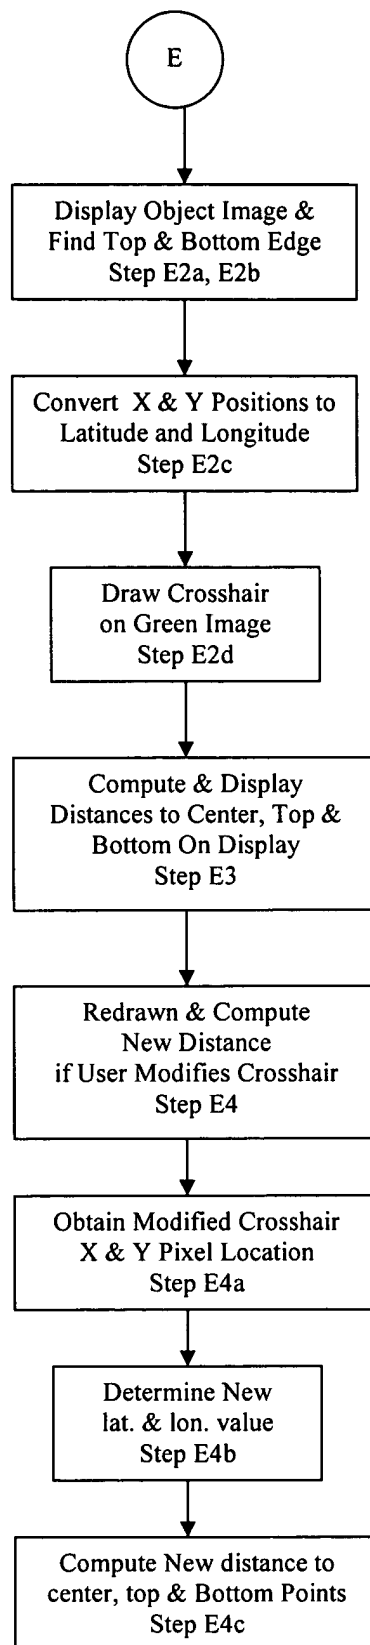 E
Display Object Image &
Find Top & Bottom Edge
Step E2a, E2b
Convert X & Y Positions to
Latitude and Longitude
Step E2c
Draw Crosshair
on Green Image
Step E2d
Compute & Display
Distances to Center, Top &
Bottom On Display
Step E3
Redrawn & Compute
New Distance
if User Modifies Crosshair
Step E4
Obtain Modified Crosshair
X & Y Pixel Location
Step E4a
Determine New
lat. & lon. value
Step E4b
Compute New distance to
center, top & Bottom Points
Step E4c